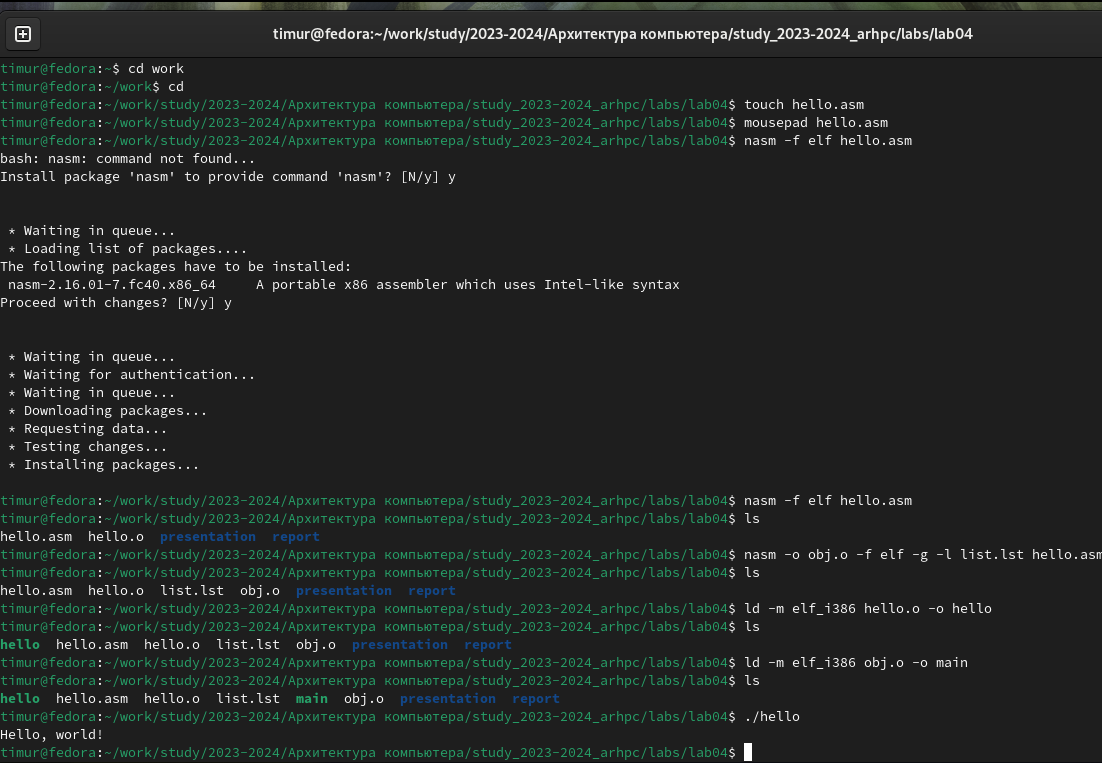 timur@fedora:~/work/study/2023-2024/Архитектура компьютера/study_2023-2024_arhpc/labs/lab04
timur@fedora:~$ cd work
timur@fedora:~/work$ cd
timur@fedora:~/work/study/2023-2024/Архитектура компьютера/study_2023-2024_arhpc/labs/lab04$ touch hello.asm
timur@fedora:~/work/study/2023-2024/Архитектура компьютера/study_2023-2024_arhpc/labs/lab04$ mousepad hello.asm
timur@fedora:~/work/study/2023-2024/Архитектура компьютера/study_2023-2024_arhpc/labs/lab04$ nasm -f elf hello.asm
bash: nasm: command not found...
Install package 'nasm' to provide command 'nasm'? [N/y] y
* Waiting in queue...
* Loading list of packages....
The following packages have to be installed:
nasm-2.16.01-7.fc40.x86_64     A portable x86 assembler which uses Intel-like syntax
Proceed with changes? [N/y] y
* Waiting in queue...
* Waiting for authentication...
* Waiting in queue...
* Downloading packages...
* Requesting data...
* Testing changes...
* Installing packages...
timur@fedora:~/work/study/2023-2024/Архитектура компьютера/study_2023-2024_arhpc/labs/lab04$ nasm -f elf hello.asm
timur@fedora:~/work/study/2023-2024/Архитектура компьютера/study_2023-2024_arhpc/labs/lab04$ ls
hello.asm  hello.o  presentation  report
timur@fedora:~/work/study/2023-2024/Архитектура компьютера/study_2023-2024_arhpc/labs/lab04$ nasm -o obj.o -f elf -g -l list.lst hello.asm
timur@fedora:~/work/study/2023-2024/Архитектура компьютера/study_2023-2024_arhpc/labs/lab04$ ls
hello.asm  hello.o  list.lst  obj.o  presentation  report
timur@fedora:~/work/study/2023-2024/Архитектура компьютера/study_2023-2024_arhpc/labs/lab04$ ld -m elf_i386 hello.o -o hello
timur@fedora:~/work/study/2023-2024/Архитектура компьютера/study_2023-2024_arhpc/labs/lab04$ ls
hello  hello.asm  hello.o  list.lst  obj.o  presentation  report
timur@fedora:~/work/study/2023-2024/Архитектура компьютера/study_2023-2024_arhpc/labs/lab04$ ld -m elf_i386 obj.o -o main
timur@fedora:~/work/study/2023-2024/Архитектура компьютера/study_2023-2024_arhpc/labs/lab04$ ls
hello  hello.asm  hello.o  list.lst  main  obj.o  presentation  report
timur@fedora:~/work/study/2023-2024/Архитектура компьютера/study_2023-2024_arhpc/labs/lab04$ ./hello
Hello, world!
timur@fedora:~/work/study/2023-2024/Архитектура компьютера/study_2023-2024_arhpc/labs/lab04$